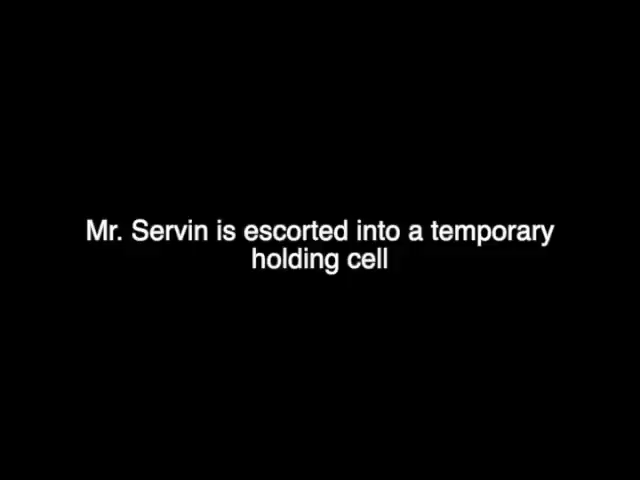 Mr. Servin is escorted into a temporary
holding cell